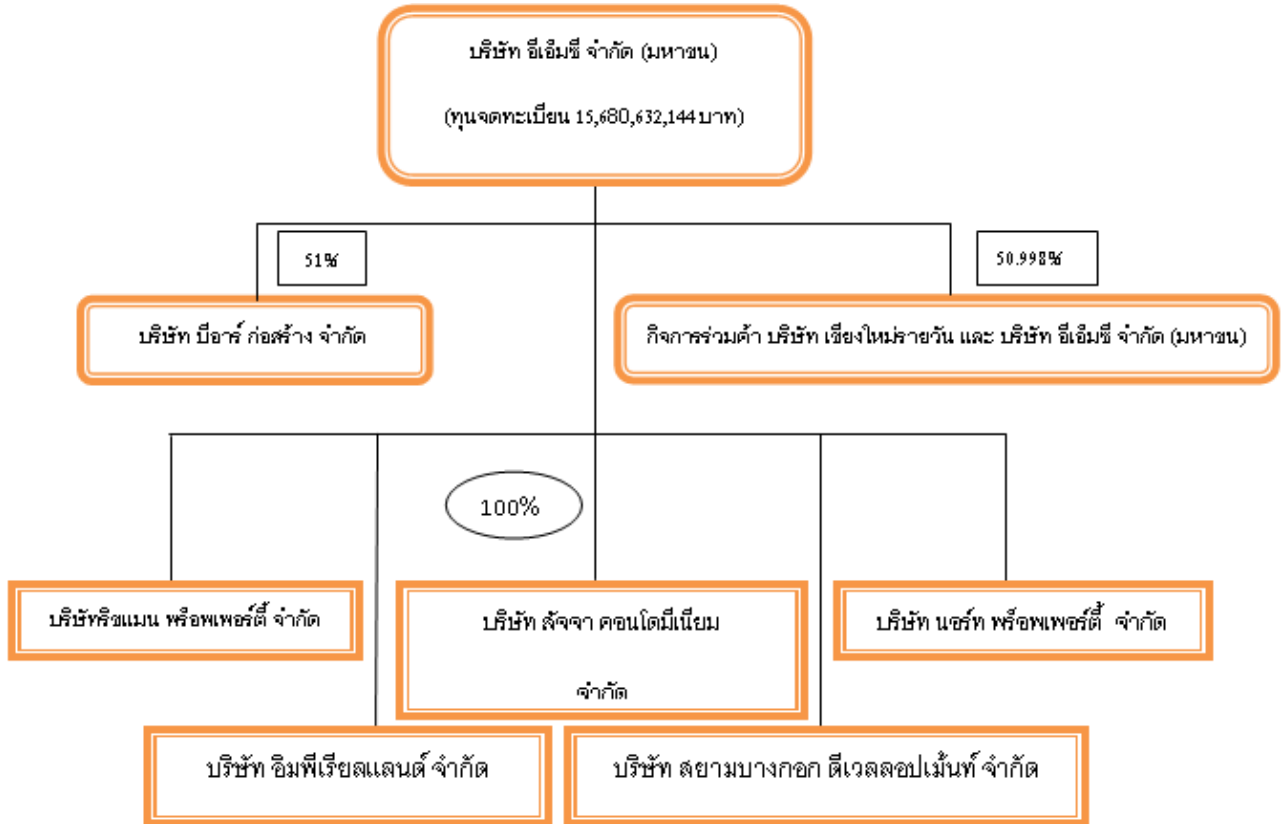 บริษัท อีเอ็มซี จำกัด (มหาชน)
(ทุนจดทะเบียน 15,680,632,144 บาท)
51%
50.998%
บริษัท บีอาร์ ก่อสร้าง จำกัด
กิจการร่วมค้า บริษัท เชียงใหม่รายวัน และ บริษัท อีเอ็มซี จำกัด (มหาชน)
100%
บริษัทริชแมน พร็อพเพอร์ตี้ จำกัด
บริษัท สัจจา คอนโดมีเนียม
จำกัด
บริษัท นอร์ท พร็อพเพอร์ตี้ จำกัด
บริษัท อิมพีเรียลแลนด์ จำกัด
บริษัท สยามบางกอก ดีเวลลอปเม้นท์ จำกัด